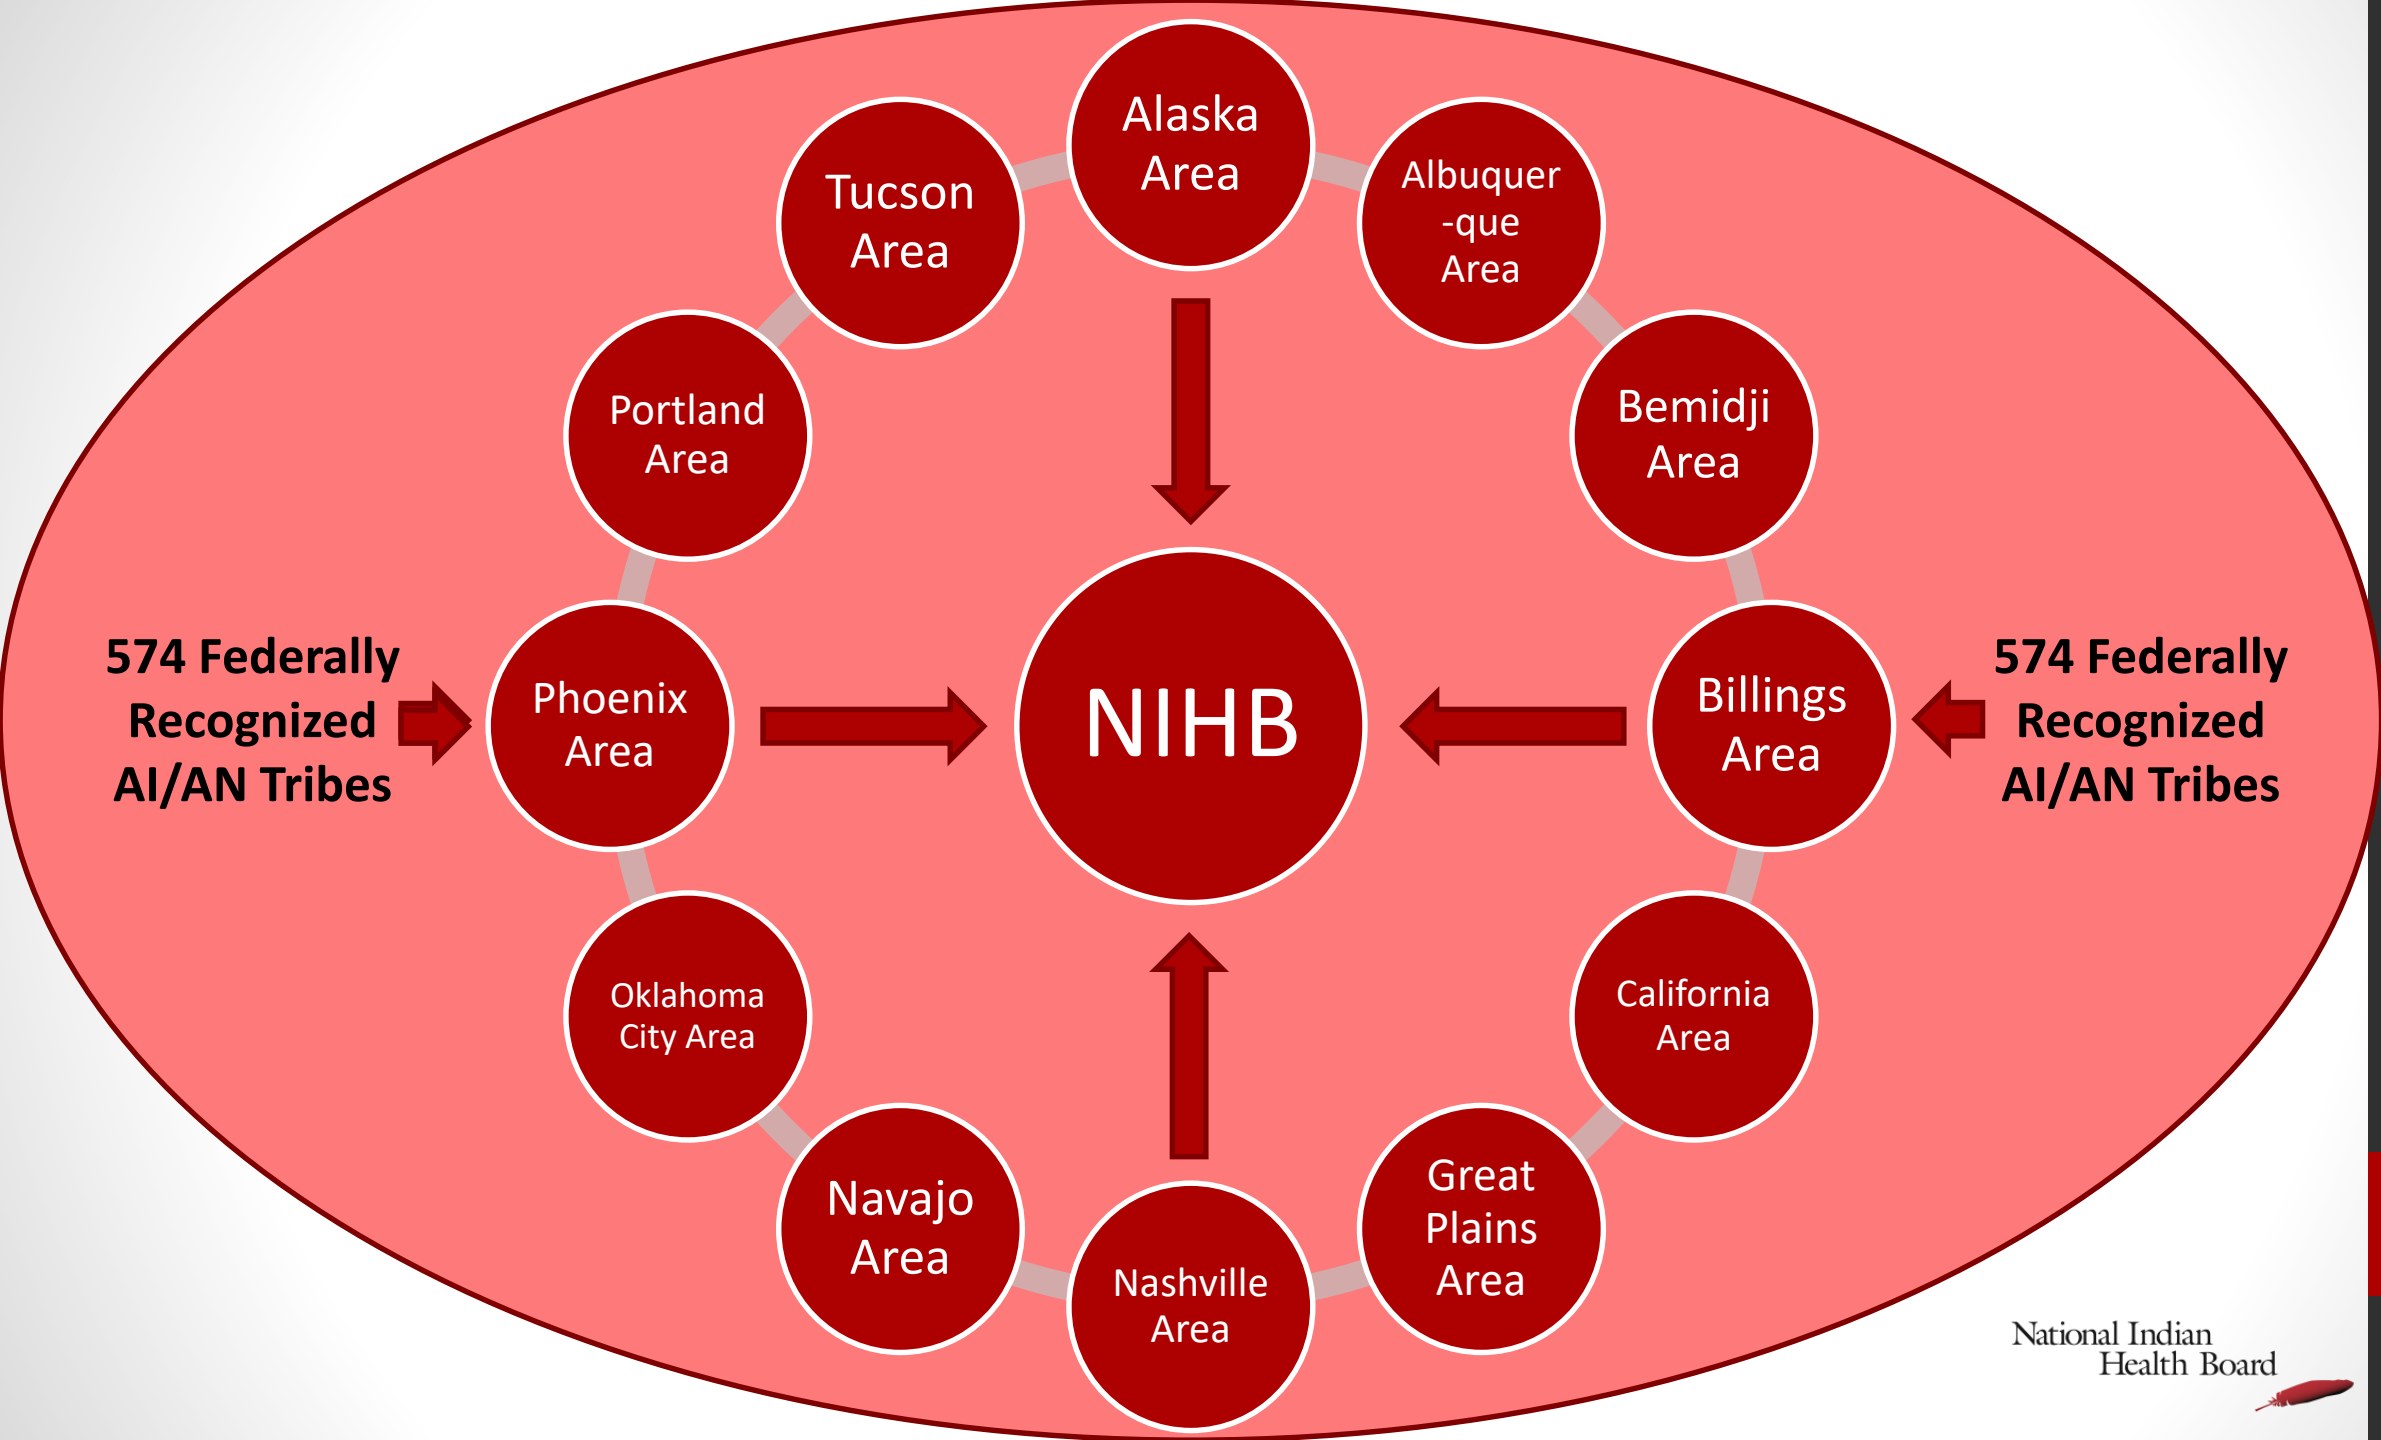 Alaska
Area
Albuquer
-que
Area
Bemidji
Area
Billings
Area
California
Area
Great
Plains
Area
Nashville
Area
Navajo
Area
Oklahoma
City Area
Phoenix
Area
Portland
Area
Tucson
Area
NIHB
574 Federally
Recognized
AI/AN Tribes
574 Federally
Recognized
AI/AN Tribes
National Indian
Health Board